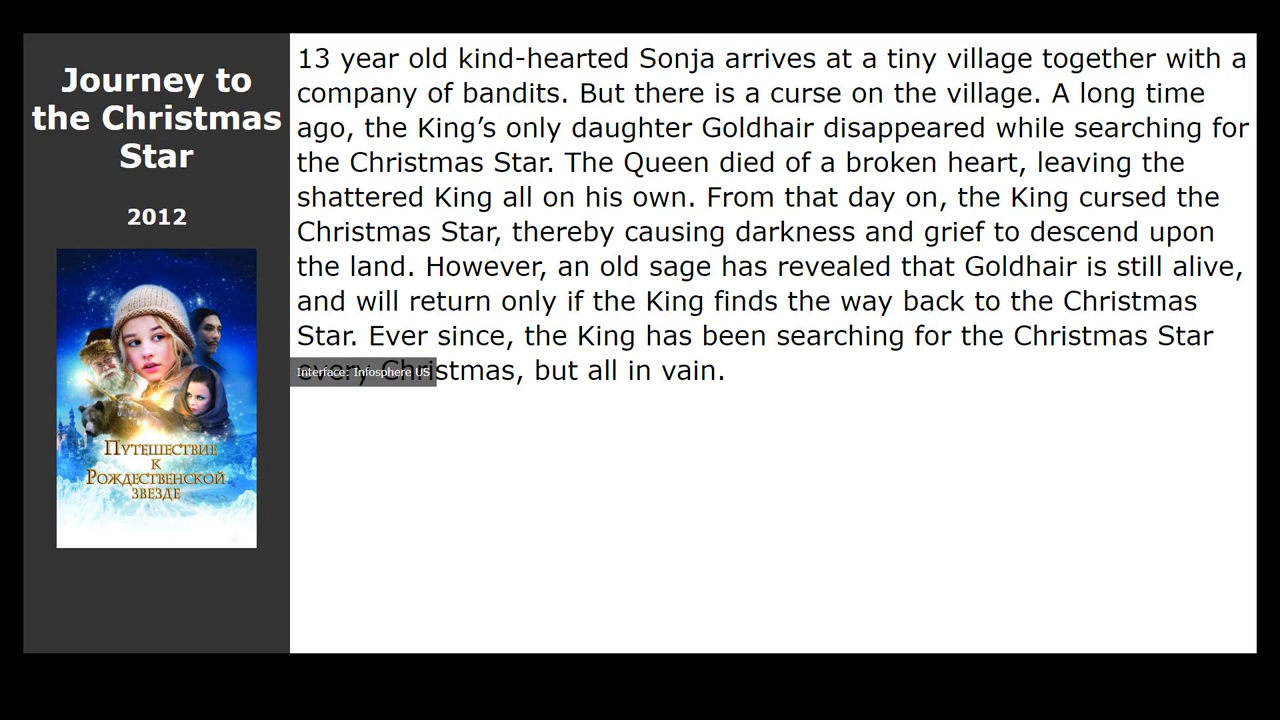 Journey to
the Christmas
Star
2012
Путешествие
к
Рождественской
звезде
13 year old kind-hearted Sonja arrives at a tiny village together with a
company of bandits. But there is a curse on the village. A long time
ago, the King’s only daughter Goldhair disappeared while searching for
the Christmas Star. The Queen died of a broken heart, leaving the
shattered King all on his own. From that day on, the King cursed the
Christmas Star, thereby causing darkness and grief to descend upon
the land. However, an old sage has revealed that Goldhair is still alive,
and will return only if the King finds the way back to the Christmas
Star. Ever since, the King has been searching for the Christmas Star
every Christmas, but all in vain.
Interface: Infosphere US